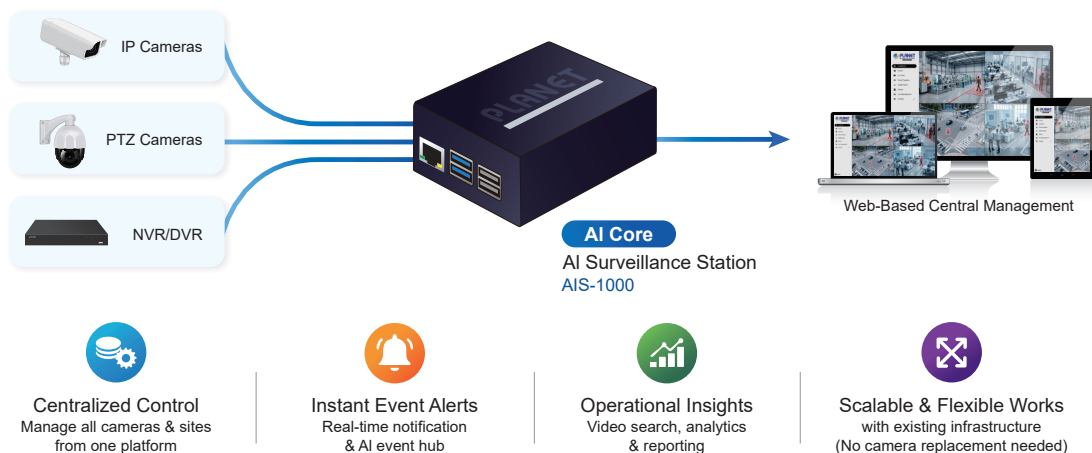 IP Cameras
PTZ Cameras
NVR/DVR
PLANET
PLANET
Web-Based Central Management
AI Core
AI Surveillance Station
AIS-1000
Centralized Control
Manage all cameras & sites
from one platform
Instant Event Alerts
Real-time notification
& AI event hub
Operational Insights
Video search, analytics
& reporting
Scalable & Flexible Works
with existing infrastructure
(No camera replacement needed)